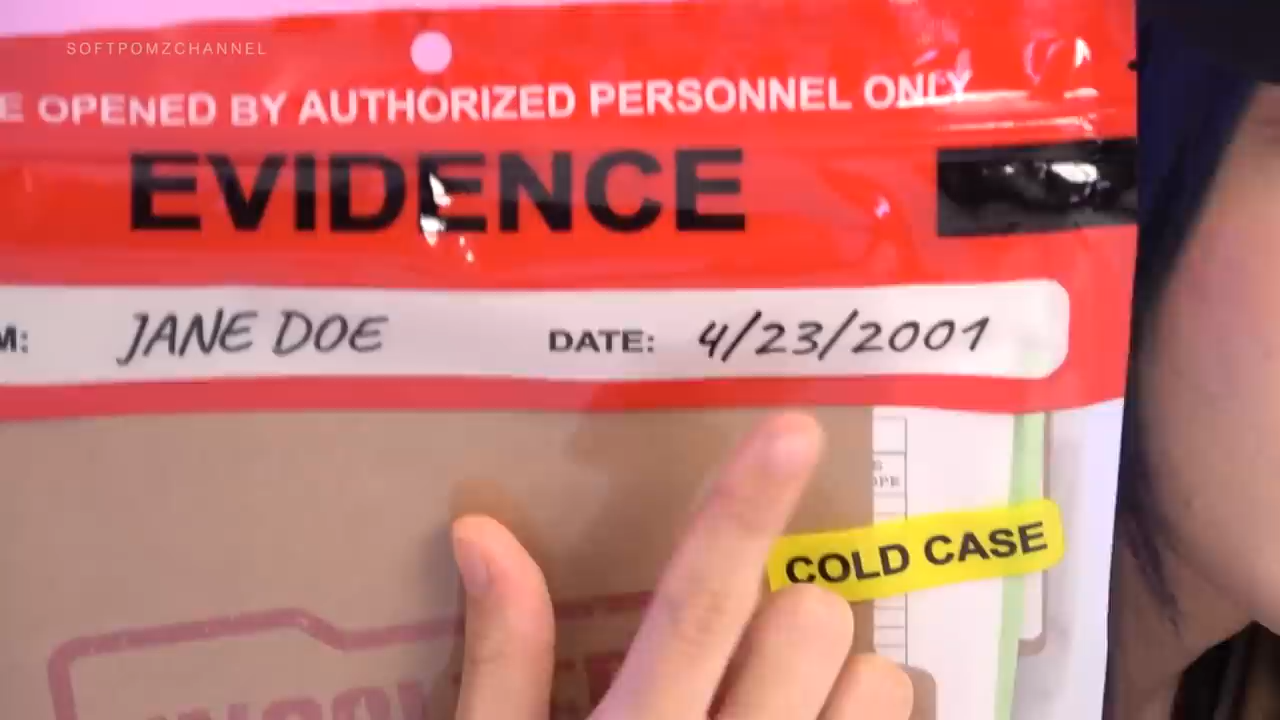 SOFTPOMZCHANNEL
OPENED BY AUTHORIZED PERSONNEL ONLY
EVIDENCE
JANE DOE DATE: 4/23/2001
COLD CASE